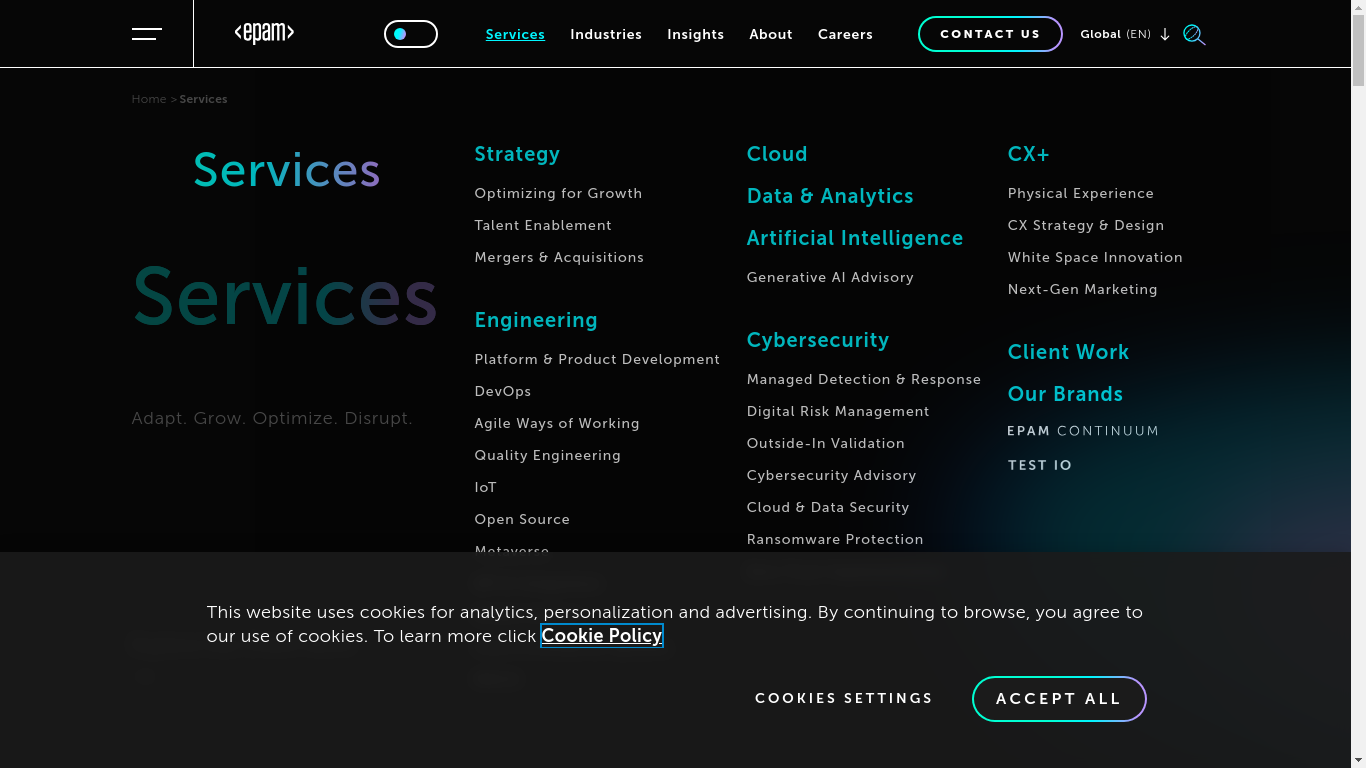 <epam>
Services
Industries
Insights
About
Careers
CONTACT US
Global (EN)
Home > Services
Services
Services
Adapt. Grow. Optimize. Disrupt.
Strategy
Optimizing for Growth
Talent Enablement
Mergers & Acquisitions
Engineering
Platform & Product Development
DevOps
Agile Ways of Working
Quality Engineering
IoT
Open Source
Metaverse
Cloud
Data & Analytics
Artificial Intelligence
Generative AI Advisory
Cybersecurity
Managed Detection & Response
Digital Risk Management
Outside-In Validation
Cybersecurity Advisory
Cloud & Data Security
Ransomware Protection
CX+
Physical Experience
CX Strategy & Design
White Space Innovation
Next-Gen Marketing
Client Work
Our Brands
EPAM CONTINUUM
TEST IO
This website uses cookies for analytics, personalization and advertising. By continuing to browse, you agree to
our use of cookies. To learn more click Cookie Policy
COOKIES SETTINGS
ACCEPT ALL